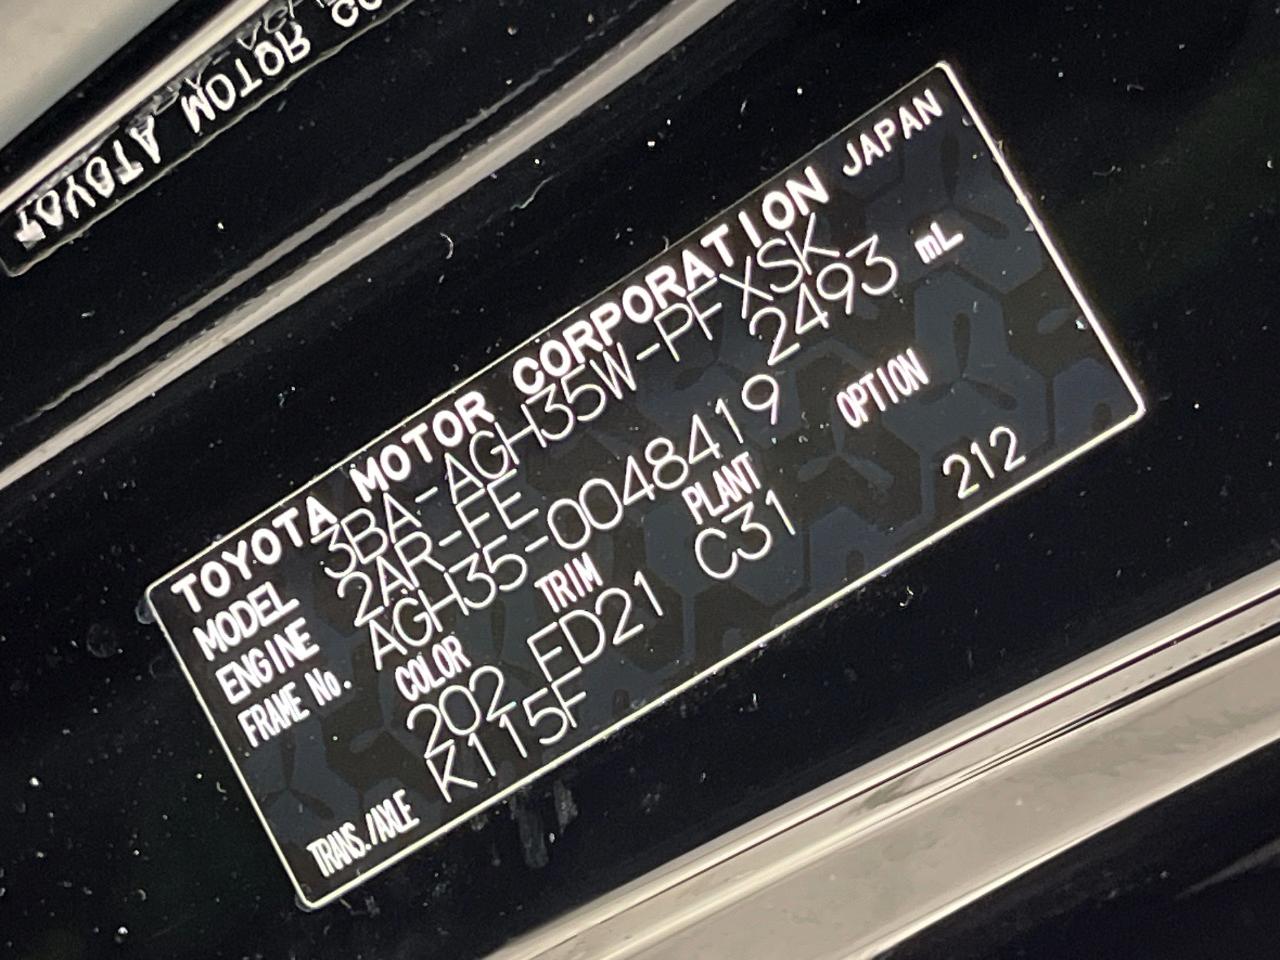 TOYOTA MOTOR CORPORATION JAPAN
MODEL 3BA-AGH35W-PFXSK
ENGINE 2AR-FE 2493 mL
FRAME No. AGH35-0048419
COLOR TRIM PLANT OPTION
202 FD21 C31 212
TRANS./AXLE K115F
TOYOTA MOTOR CO